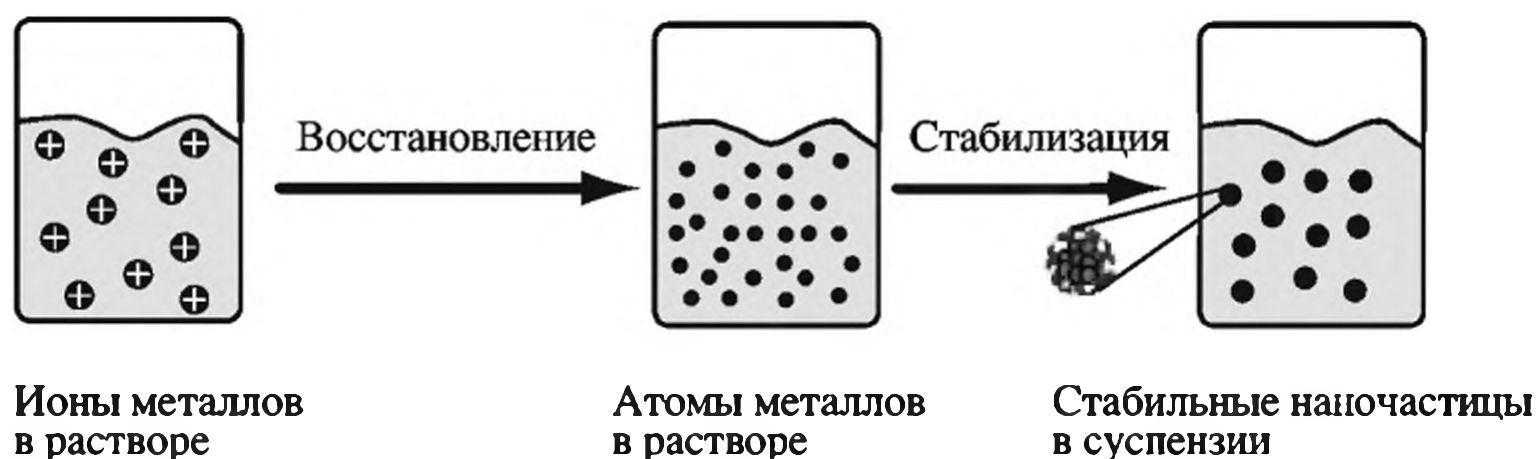 Восстановление
Стабилизация
Ионы металлов
в растворе
Атомы металлов
в растворе
Стабильные наночастицы
в суспензии